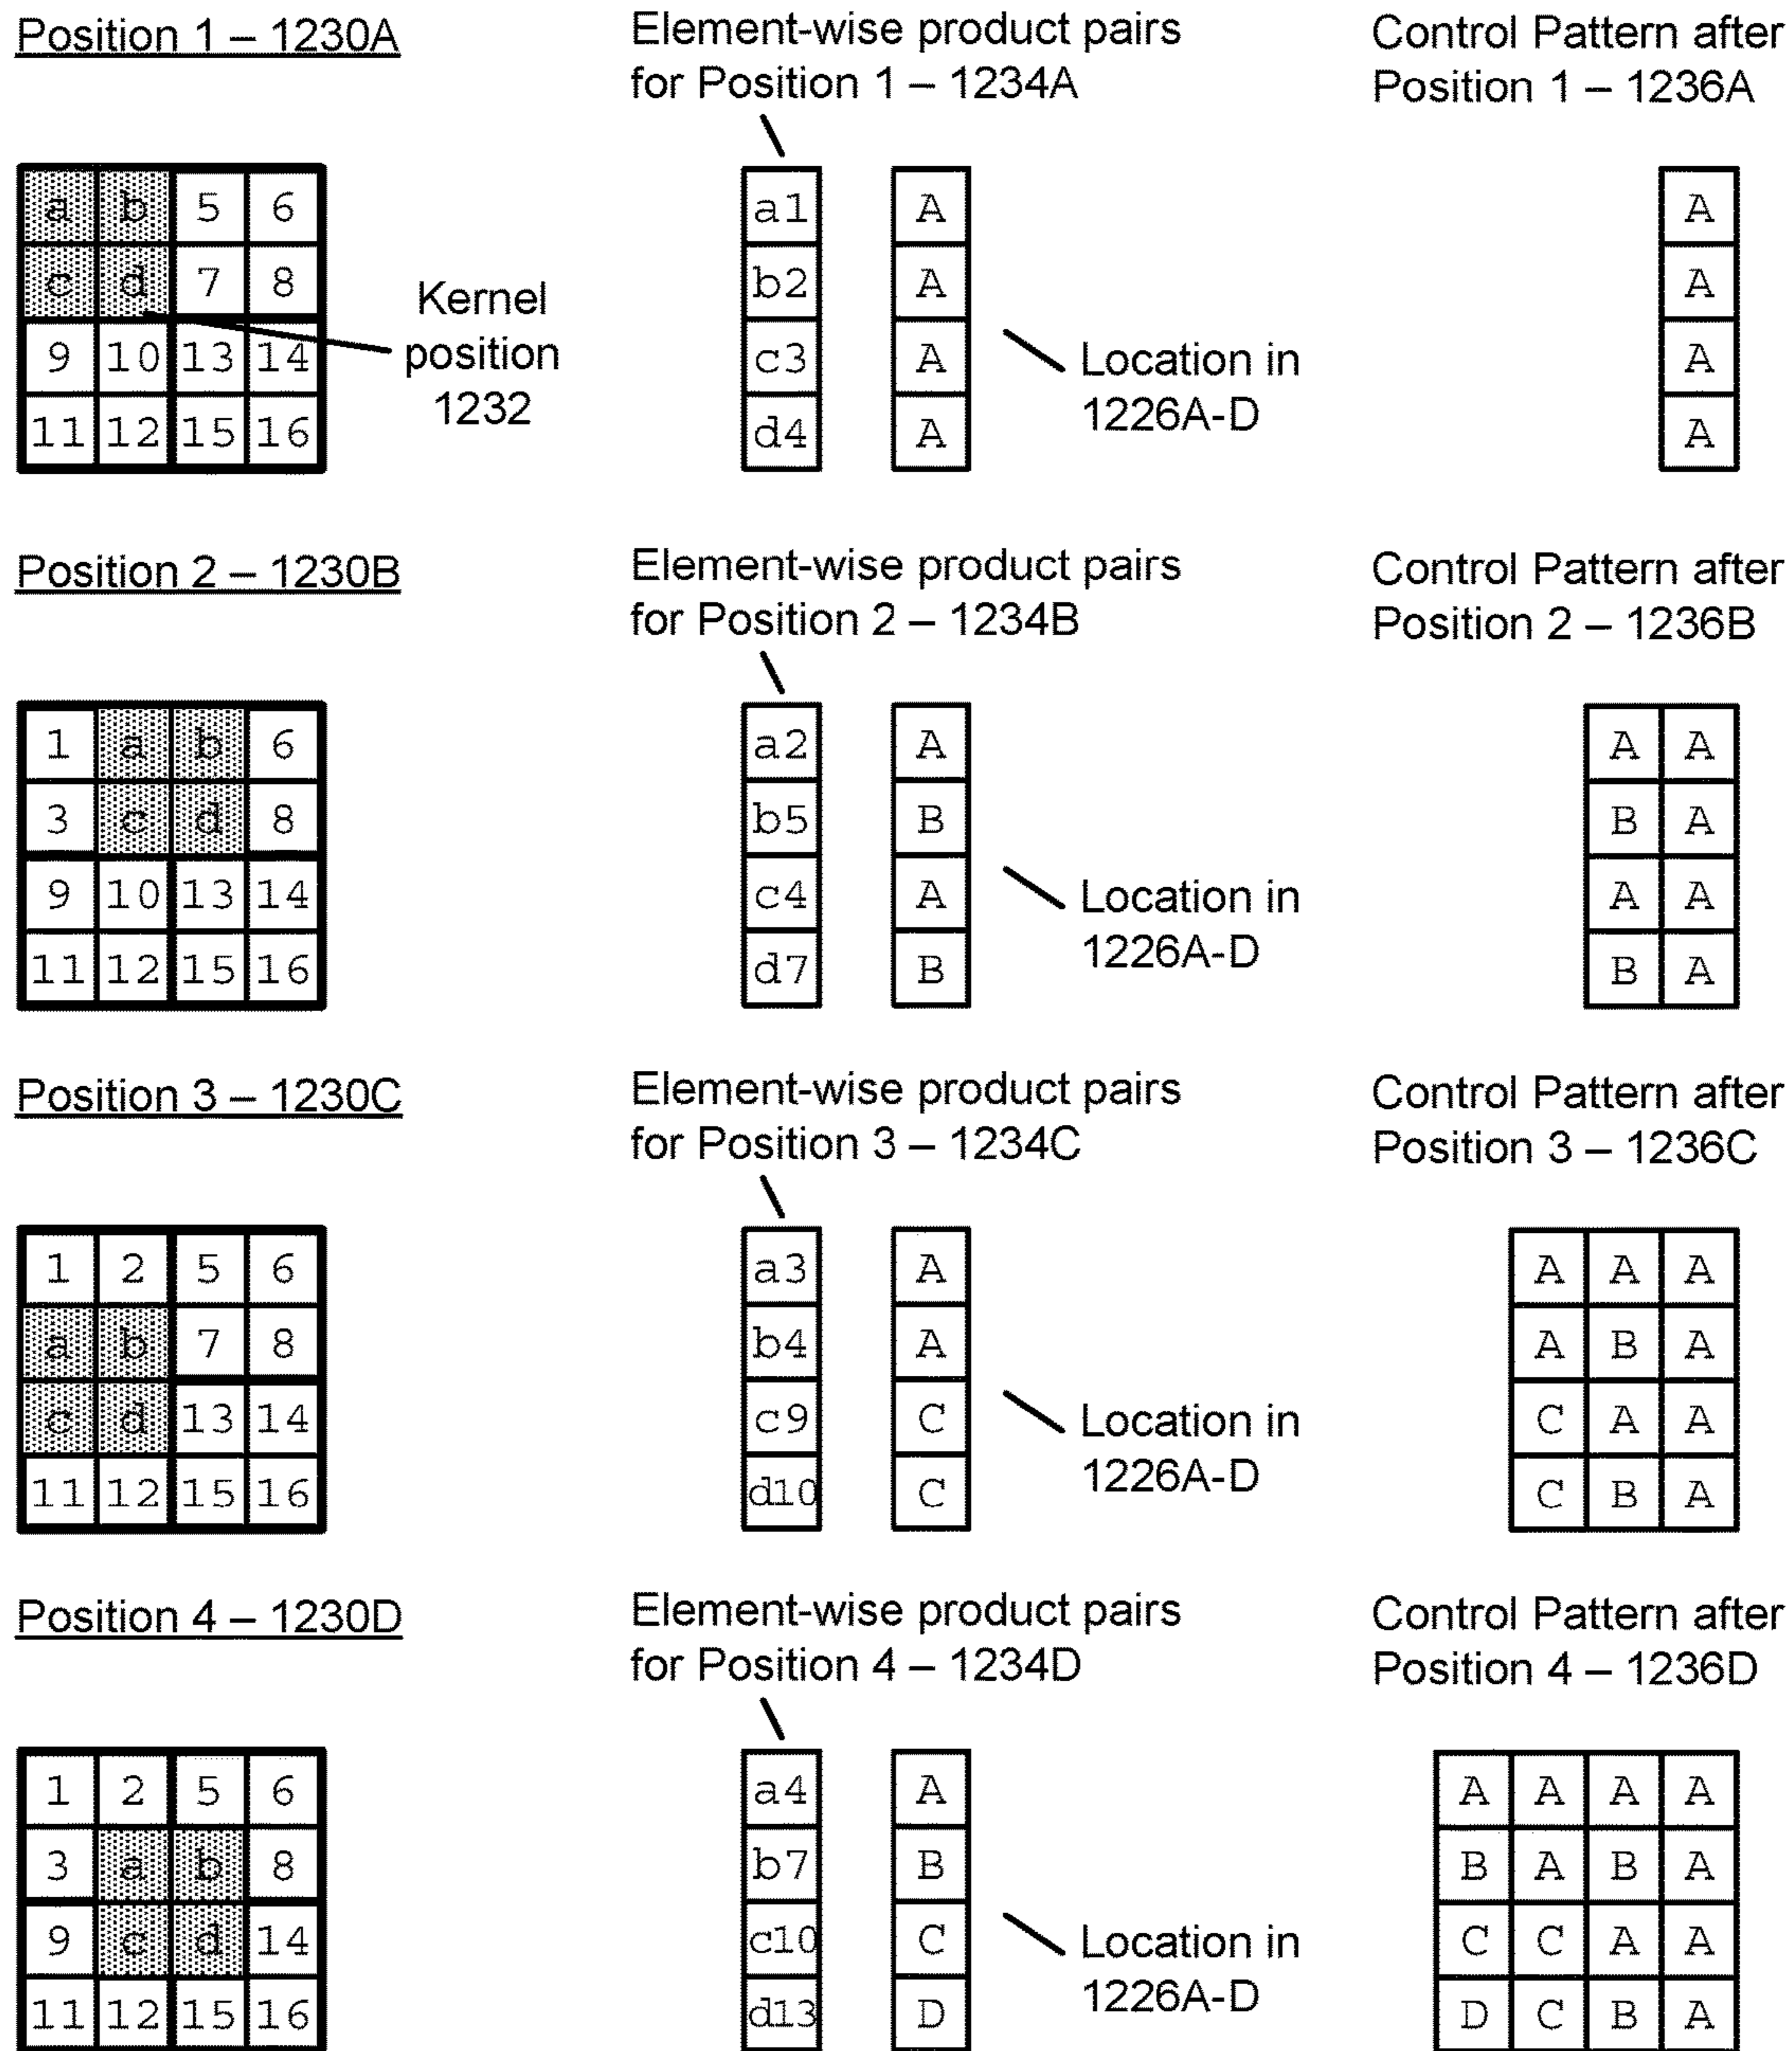 Position 1 – 1230A
Element-wise product pairs
for Position 1 – 1234A
Control Pattern after
Position 1 – 1236A
a b 5 6
c d 7 8
9 10 13 14
11 12 15 16
Kernel
position
1232
a1 A
b2 A
c3 A
d4 A
Location in
1226A-D
A
A
A
A
Position 2 – 1230B
Element-wise product pairs
for Position 2 – 1234B
Control Pattern after
Position 2 – 1236B
1 a b 6
3 c d 8
9 10 13 14
11 12 15 16
a2 A
b5 B
c4 A
d7 B
Location in
1226A-D
A A
B A
A A
B A
Position 3 – 1230C
Element-wise product pairs
for Position 3 – 1234C
Control Pattern after
Position 3 – 1236C
1 2 5 6
a b 7 8
c d 13 14
11 12 15 16
a3 A
b4 A
c9 C
d10 C
Location in
1226A-D
A A A
A B A
C A A
C B A
Position 4 – 1230D
Element-wise product pairs
for Position 4 – 1234D
Control Pattern after
Position 4 – 1236D
1 2 5 6
3 a b 8
9 c d 14
11 12 15 16
a4 A
b7 B
c10 C
d13 D
Location in
1226A-D
A A A A
B A B A
C C A A
D C B A